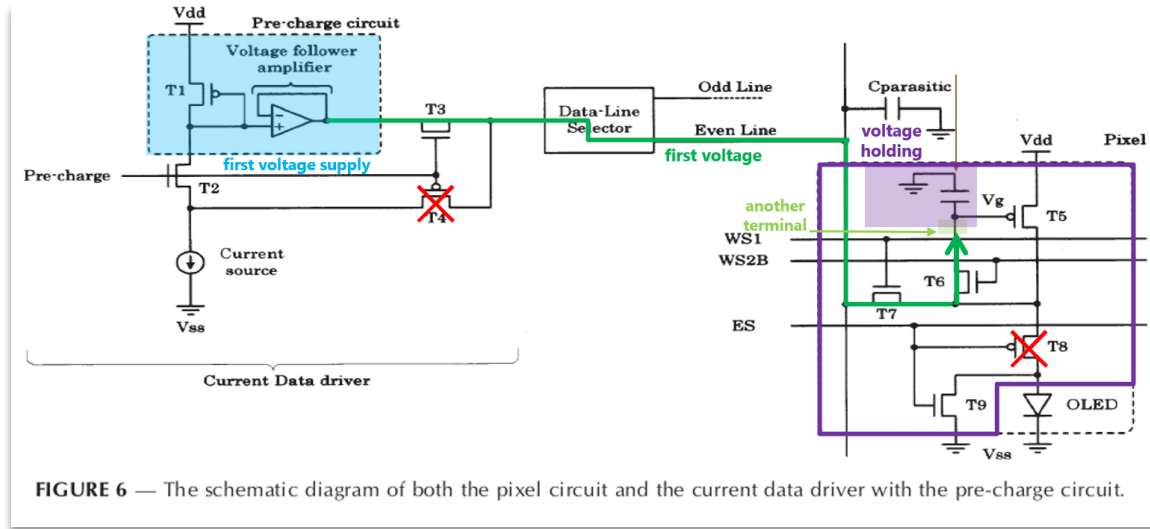 Vdd
Pre-charge circuit
Voltage follower
amplifier
T1
-
+
T3
first voltage supply
Pre-charge
T2
T4
Current
source
Vss
Current Data driver
Data-Line
Selector
Odd Line
Even Line
first voltage
Cparasitic
voltage
holding
Vdd
Pixel
Vg
T5
another
terminal
WS1
WS2B
T6
T7
ES
T8
T9
OLED
Vss
FIGURE 6 — The schematic diagram of both the pixel circuit and the current data driver with the pre-charge circuit.